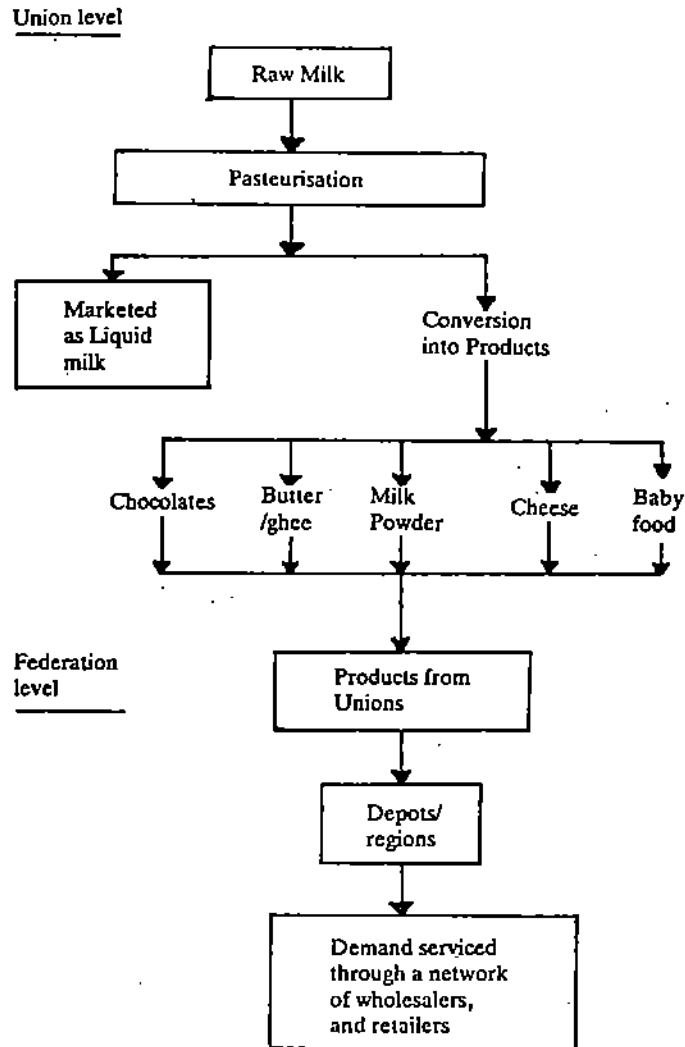 Union level
Raw Milk
Pasteurisation
Marketed
as Liquid
milk
Conversion
into Products
Chocolates
Butter
/ghee
Milk
Powder
Cheese
Baby
food
Federation
level
Products from
Unions
Depots/
regions
Demand serviced
through a network
of wholesalers,
and retailers